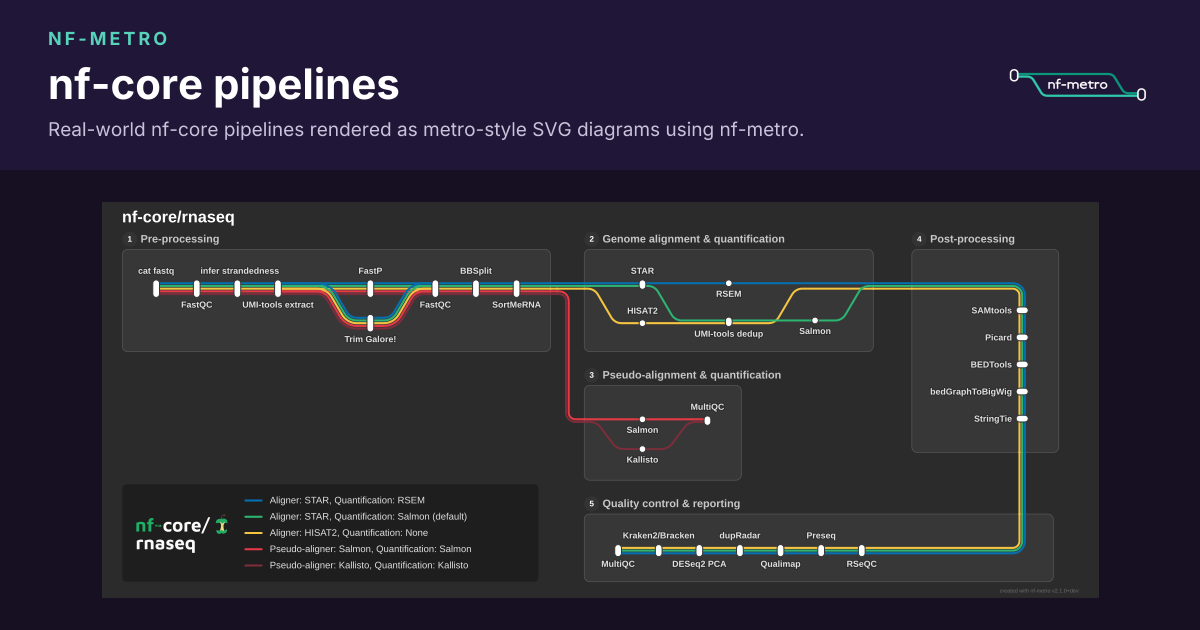 NF-METRO
nf-core pipelines
Real-world nf-core pipelines rendered as metro-style SVG diagrams using nf-metro.
nf-metro
nf-core/rnaseq
1 Pre-processing
cat fastq
infer strandedness
FastP
BBSplit
FastQC
UMI-tools extract
FastQC
SortMeRNA
Trim Galore!
2 Genome alignment & quantification
STAR
RSEM
HISAT2
UMI-tools dedup
Salmon
3 Pseudo-alignment & quantification
MultiQC
Salmon
Kallisto
4 Post-processing
SAMtools
Picard
BEDTools
bedGraphToBigWig
StringTie
5 Quality control & reporting
Kraken2/Bracken
dupRadar
Preseq
MultiQC
DESeq2 PCA
Qualimap
RSeQC
nf-core/
rnaseq
Aligner: STAR, Quantification: RSEM
Aligner: STAR, Quantification: Salmon (default)
Aligner: HISAT2, Quantification: None
Pseudo-aligner: Salmon, Quantification: Salmon
Pseudo-aligner: Kallisto, Quantification: Kallisto
created with nf-metro